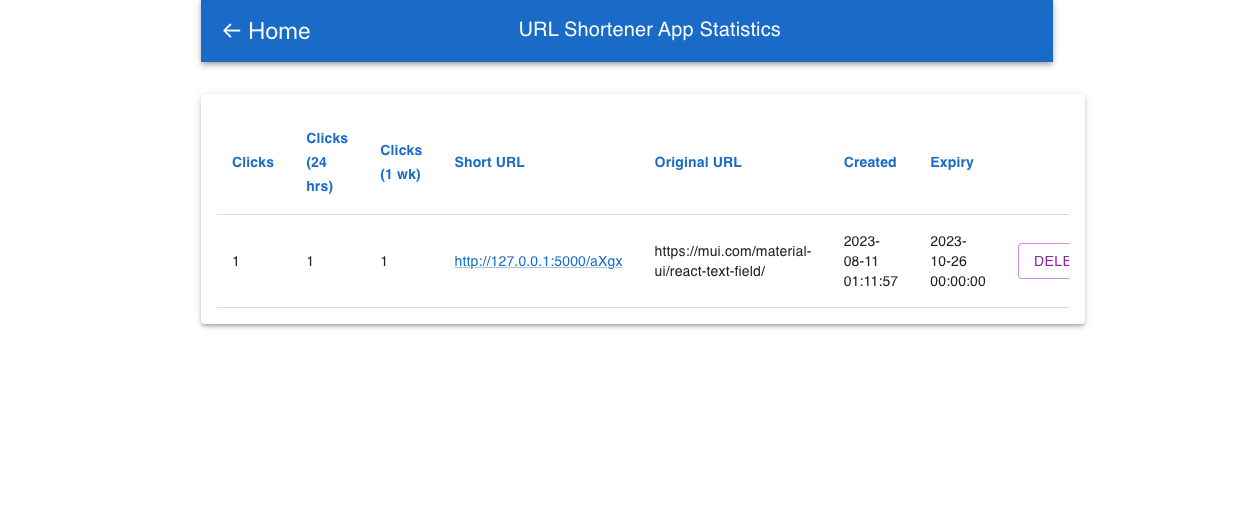 Home
URL Shortener App Statistics
Clicks
Clicks
(24
hrs)
Clicks
(1 wk)
Short URL
Original URL
Created
Expiry
1
1
1
http://127.0.0.1:5000/aXgx
https://mui.com/material-
ui/react-text-field/
2023-
08-11
01:11:57
2023-
10-26
00:00:00
DELE